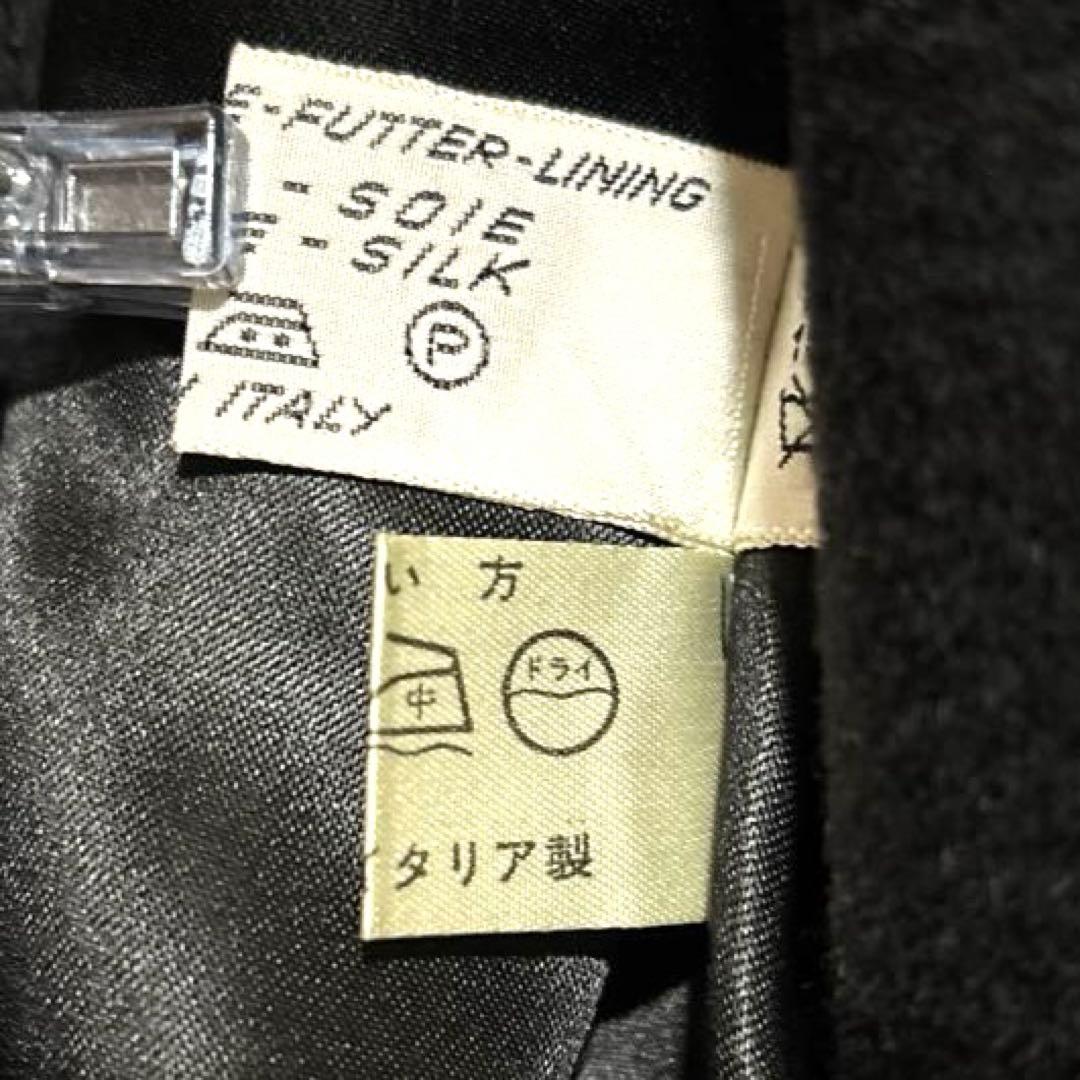 -FUTTER-LINING
- SOIE
- SILK
P
ITALY
い 方
中 ドライ
タリア製